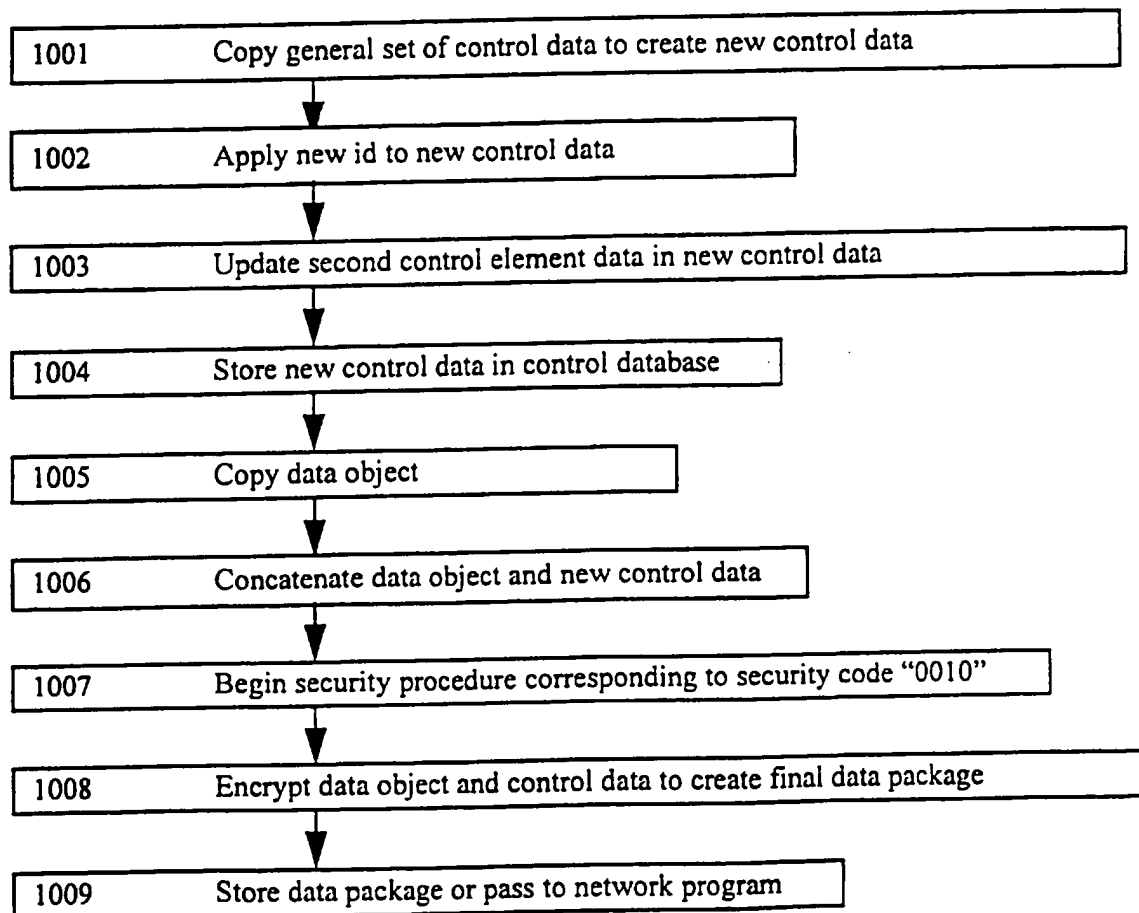 1001 Copy general set of control data to create new control data
1002 Apply new id to new control data
1003 Update second control element data in new control data
1004 Store new control data in control database
1005 Copy data object
1006 Concatenate data object and new control data
1007 Begin security procedure corresponding to security code “0010”
1008 Encrypt data object and control data to create final data package
1009 Store data package or pass to network program